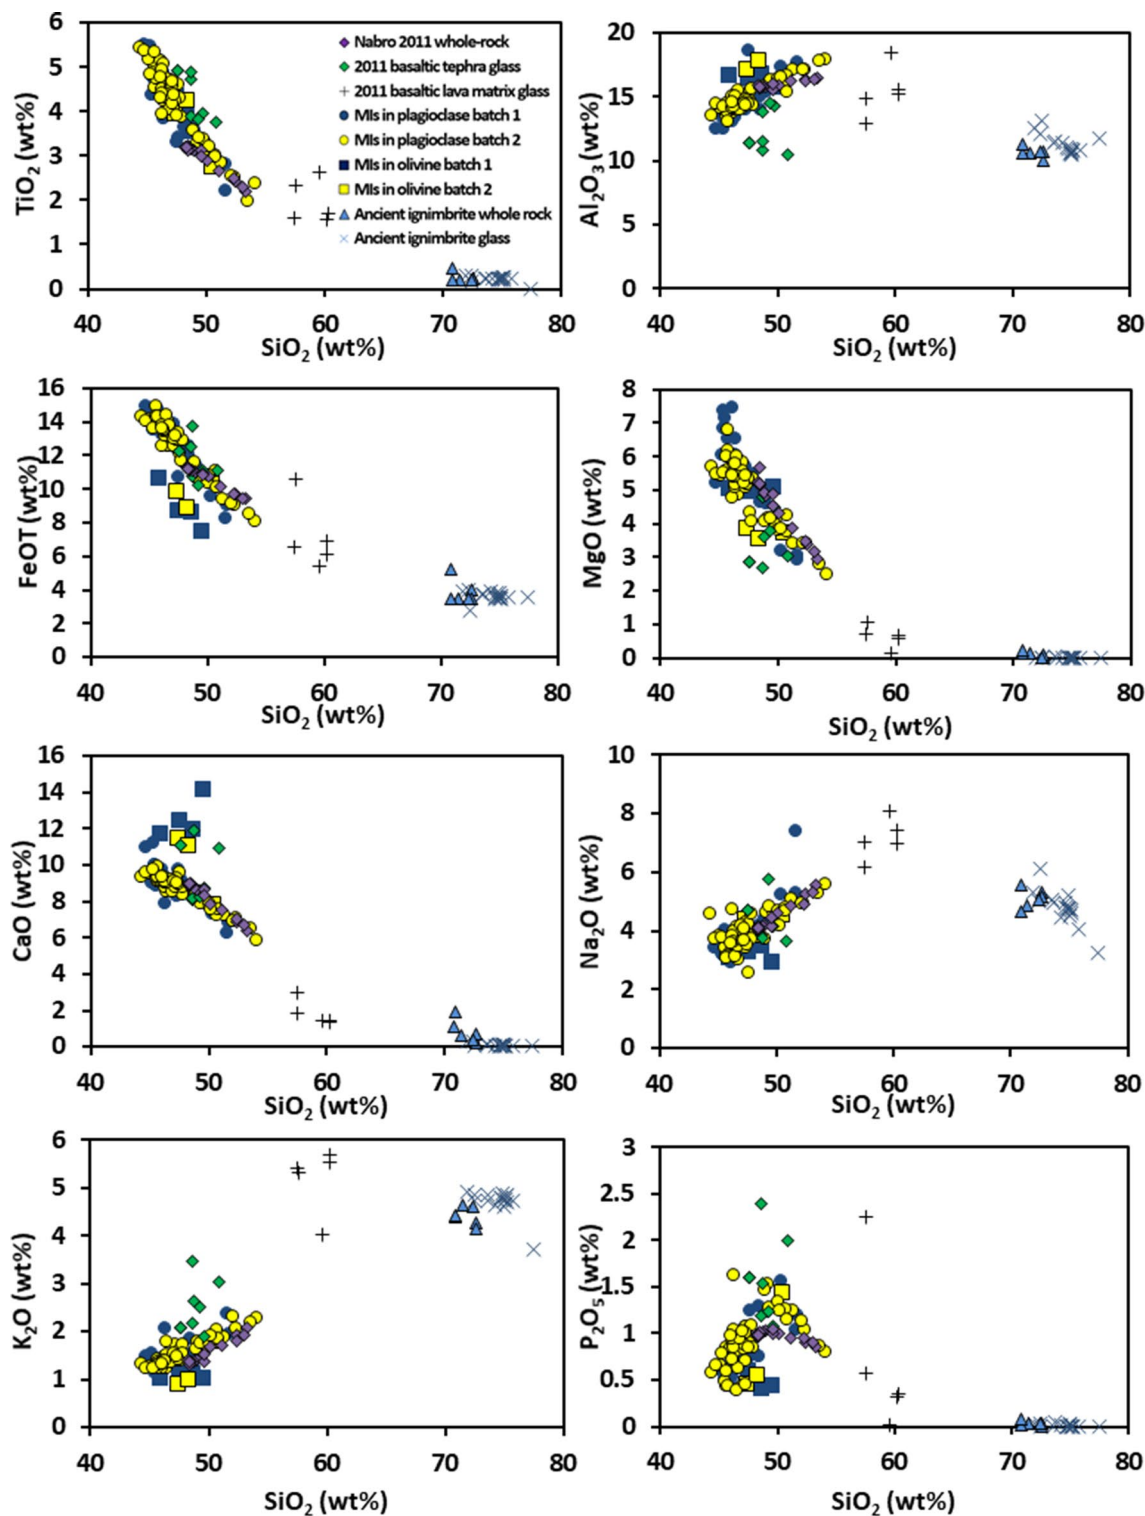 6
5
4
3
2
1
0
TiO2 (wt%)
Nabro 2011 whole-rock
2011 basaltic tephra glass
2011 basaltic lava matrix glass
MIs in plagioclase batch 1
MIs in plagioclase batch 2
MIs in olivine batch 1
MIs in olivine batch 2
Ancient ignimbrite whole rock
Ancient ignimbrite glass
40 50 60 70 80
SiO2 (wt%)
20
15
10
5
0
Al2O3 (wt%)
40 50 60 70 80
SiO2 (wt%)
16
14
12
10
8
6
4
2
0
FeOT (wt%)
40 50 60 70 80
SiO2 (wt%)
8
7
6
5
4
3
2
1
0
MgO (wt%)
40 50 60 70 80
SiO2 (wt%)
16
14
12
10
8
6
4
2
0
CaO (wt%)
40 50 60 70 80
SiO2 (wt%)
10
8
6
4
2
0
Na2O (wt%)
40 50 60 70 80
SiO2 (wt%)
6
5
4
3
2
1
0
K2O (wt%)
40 50 60 70 80
SiO2 (wt%)
3
2.5
2
1.5
1
0.5
0
P2O5 (wt%)
40 50 60 70 80
SiO2 (wt%)